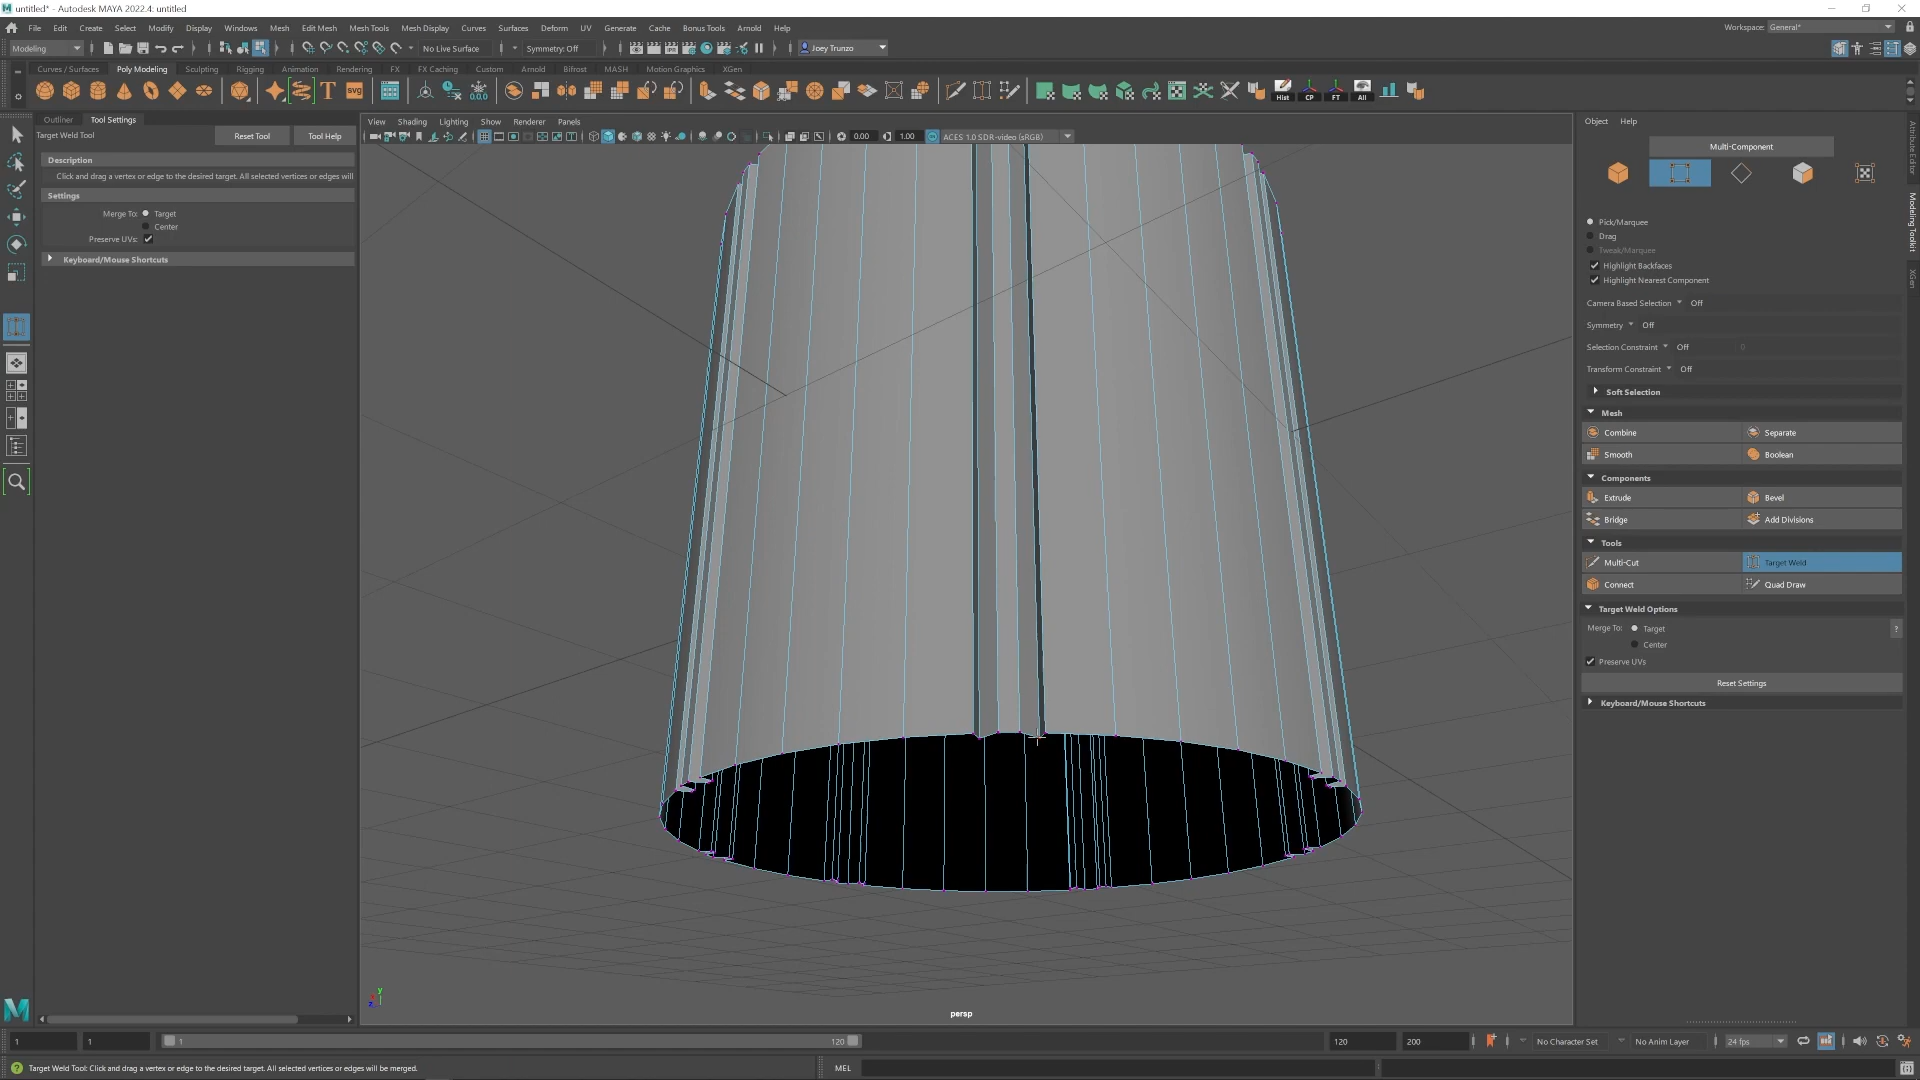 untitled* - Autodesk MAYA 2022.4: untitled
File Edit Create Select Modify Display Windows Mesh Edit Mesh Mesh Tools Mesh Display Curves Surfaces Deform UV Generate Cache Bonus Tools Arnold Help
Workspace: General*
Modeling No Live Surface Symmetry: Off Joey Trunzo
Curves / Surfaces Poly Modeling Sculpting Rigging Animation Rendering FX FX Caching Custom Arnold Bifrost MASH Motion Graphics XGen
T SVG Hist CP FT All
Outliner Tool Settings
Target Weld Tool Reset Tool Tool Help
Description
Click and drag a vertex or edge to the desired target. All selected vertices or edges will
Settings
Merge To: Target
Center
Preserve UVs:
Keyboard/Mouse Shortcuts
View Shading Lighting Show Renderer Panels
0.00 1.00 ACES 1.0 SDR-video (sRGB)
persp
Object Help
Multi-Component
Pick/Marquee
Drag
Tweak/Marquee
Highlight Backfaces
Highlight Nearest Component
Camera Based Selection Off
Symmetry Off
Selection Constraint Off 0
Transform Constraint Off
Soft Selection
Mesh
Combine Separate
Smooth Boolean
Components
Extrude Bevel
Bridge Add Divisions
Tools
Multi-Cut Target Weld
Connect Quad Draw
Target Weld Options
Merge To: Target ?
Center
Preserve UVs
Reset Settings
Keyboard/Mouse Shortcuts
Attribute Editor
Modeling Toolkit
XGen
1 1 1 120 120 200 No Character Set No Anim Layer 24 fps
Target Weld Tool: Click and drag a vertex or edge to the desired target. All selected vertices or edges will be merged. MEL